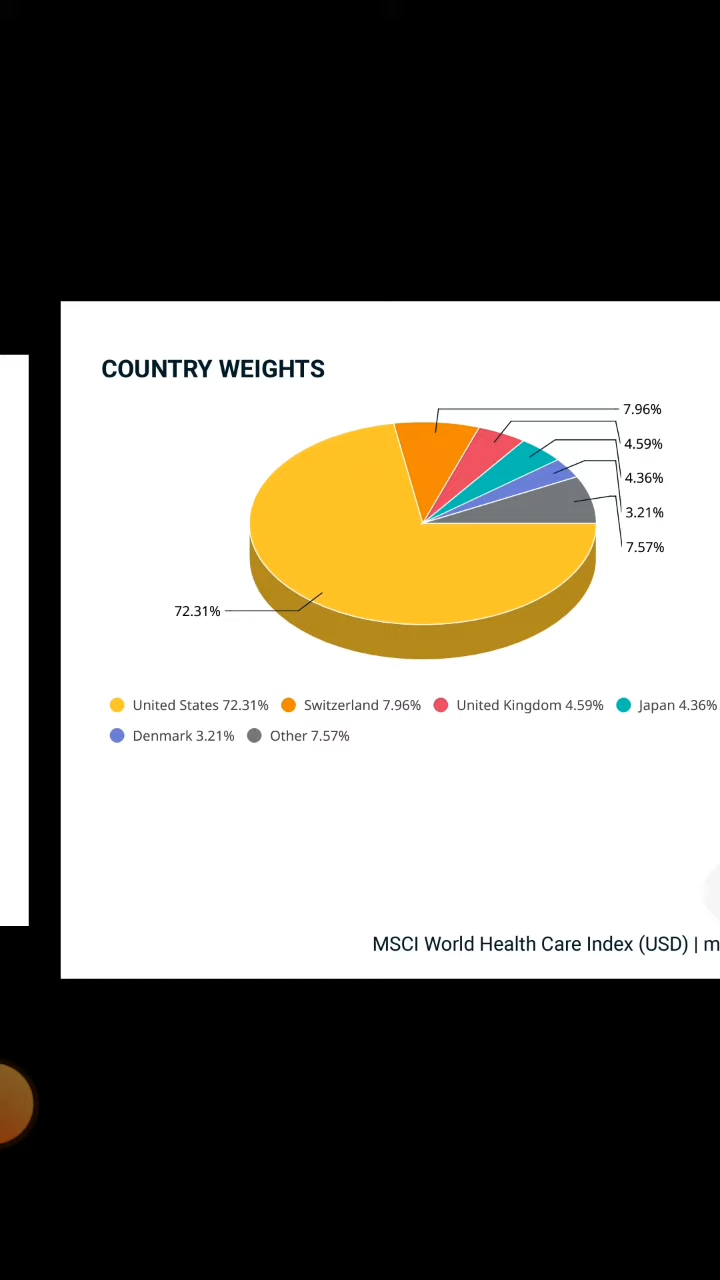 COUNTRY WEIGHTS
7.96%
4.59%
4.36%
3.21%
7.57%
72.31%
United States 72.31% Switzerland 7.96% United Kingdom 4.59% Japan 4.36%
Denmark 3.21% Other 7.57%
MSCI World Health Care Index (USD) | m